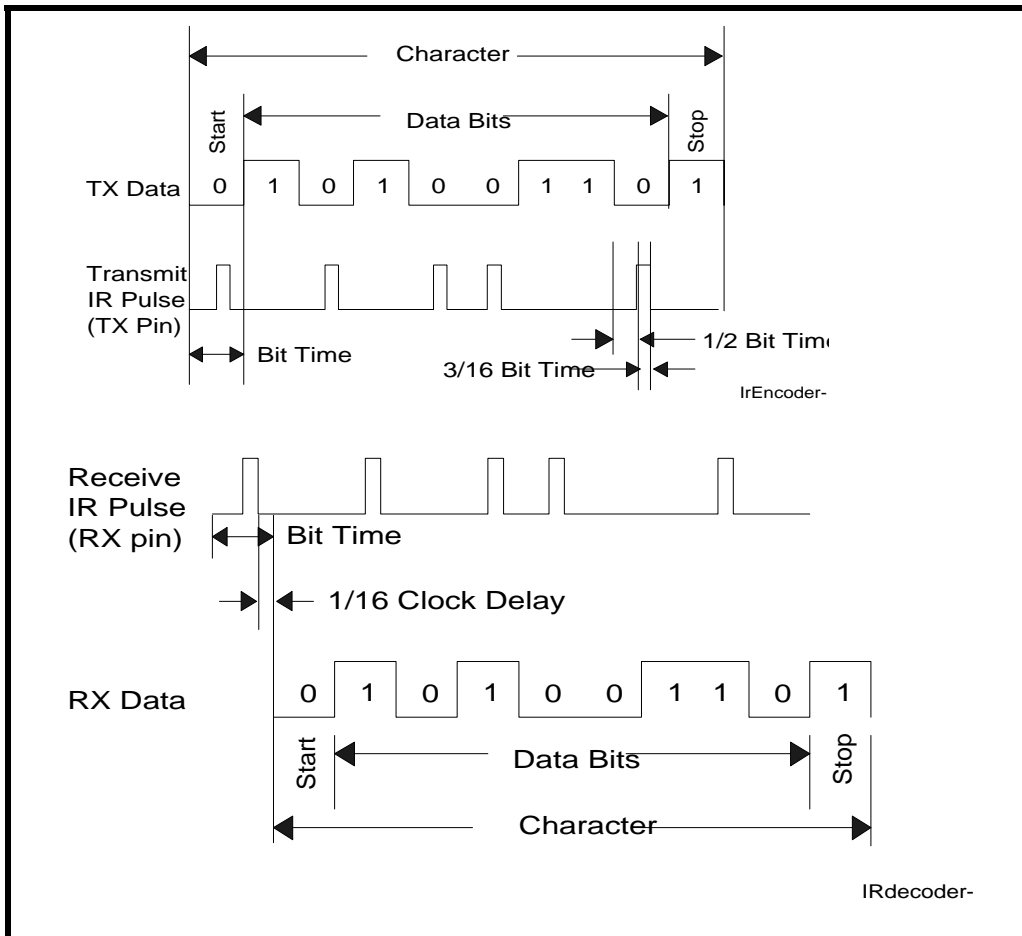 Character
Start
Data Bits
Stop
TX Data
0 1 0 1 0 0 1 1 0 1
Transmit
IR Pulse
(TX Pin)
Bit Time
1/2 Bit Time
3/16 Bit Time
IrEncoder-
Receive
IR Pulse
(RX pin)
Bit Time
1/16 Clock Delay
RX Data
0 1 0 1 0 0 1 1 0 1
Start
Data Bits
Stop
Character
IRdecoder-